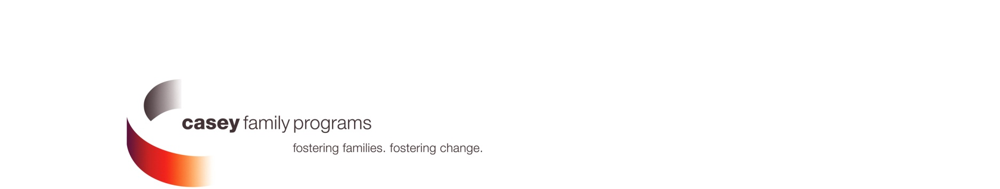 casey family programs
fostering families. fostering change.